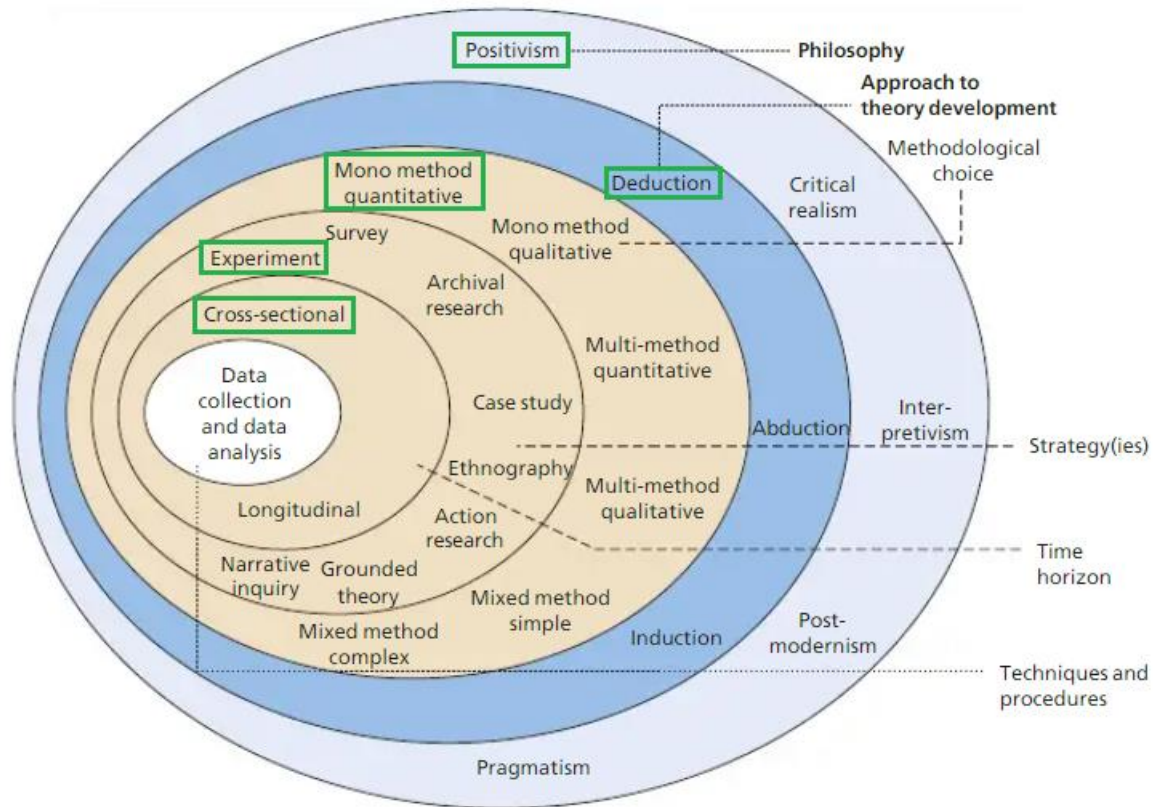 Positivism
Philosophy
Approach to
theory development
Methodological
choice
Mono method
quantitative
Deduction
Critical
realism
Survey
Mono method
qualitative
Experiment
Archival
research
Cross-sectional
Multi-method
quantitative
Data
collection
and data
analysis
Case study
Abduction
Inter-
pretivism
Strategy(ies)
Ethnography
Multi-method
qualitative
Longitudinal
Action
research
Time
horizon
Narrative
inquiry
Grounded
theory
Mixed method
simple
Mixed method
complex
Induction
Post-
modernism
Techniques and
procedures
Pragmatism